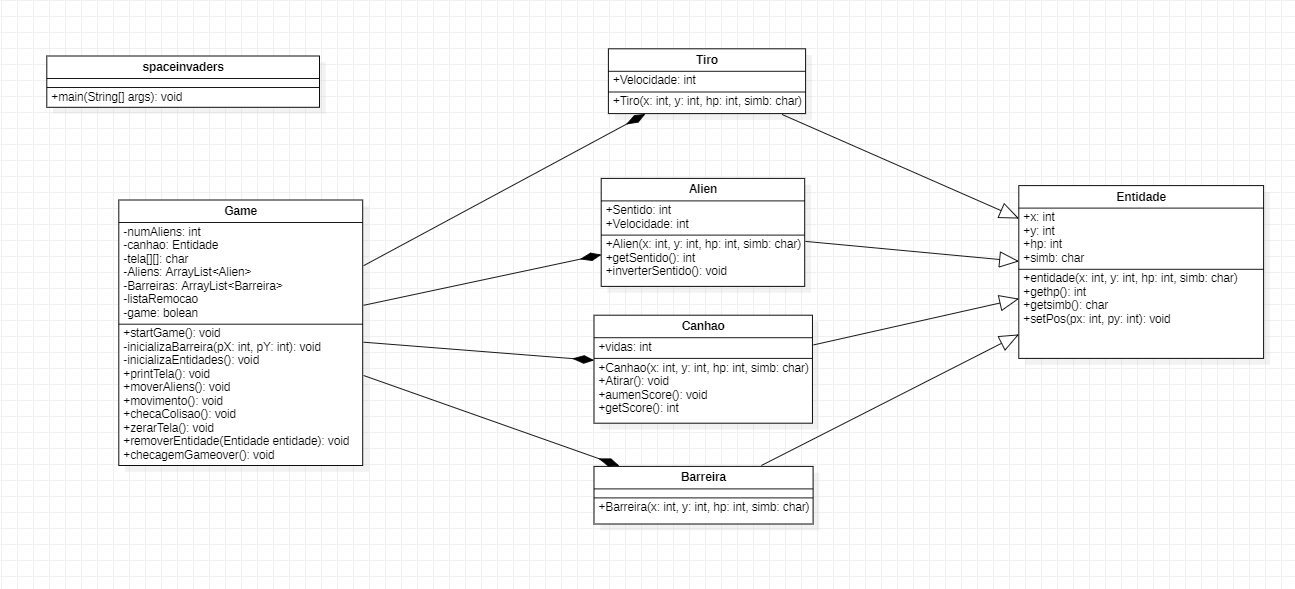 spaceinvaders
+main(String[] args): void
Tiro
+Velocidade: int
+Tiro(x: int, y: int, hp: int, simb: char)
Game
-numAliens: int
-canhao: Entidade
-tela[][]: char
-Aliens: ArrayList<Alien>
-Barreiras: ArrayList<Barreira>
-listaRemocao
-game: bolean
+startGame(): void
-inicializaBarreira(pX: int, pY: int): void
-inicializaEntidades(): void
+printTela(): void
+moverAliens(): void
+movimento(): void
+checaColisao(): void
+zerarTela(): void
+removerEntidade(Entidade entidade): void
+checagemGameover(): void
Alien
+Sentido: int
+Velocidade: int
+Alien(x: int, y: int, hp: int, simb: char)
+getSentido(): int
+inverterSentido(): void
Canhao
+vidas: int
+Canhao(x: int, y: int, hp: int, simb: char)
+Atirar(): void
+aumenScore(): void
+getScore(): int
Barreira
+Barreira(x: int, y: int, hp: int, simb: char)
Entidade
+x: int
+y: int
+hp: int
+simb: char
+entidade(x: int, y: int, hp: int, simb: char)
+gethp(): int
+getsimb(): char
+setPos(px: int, py: int): void